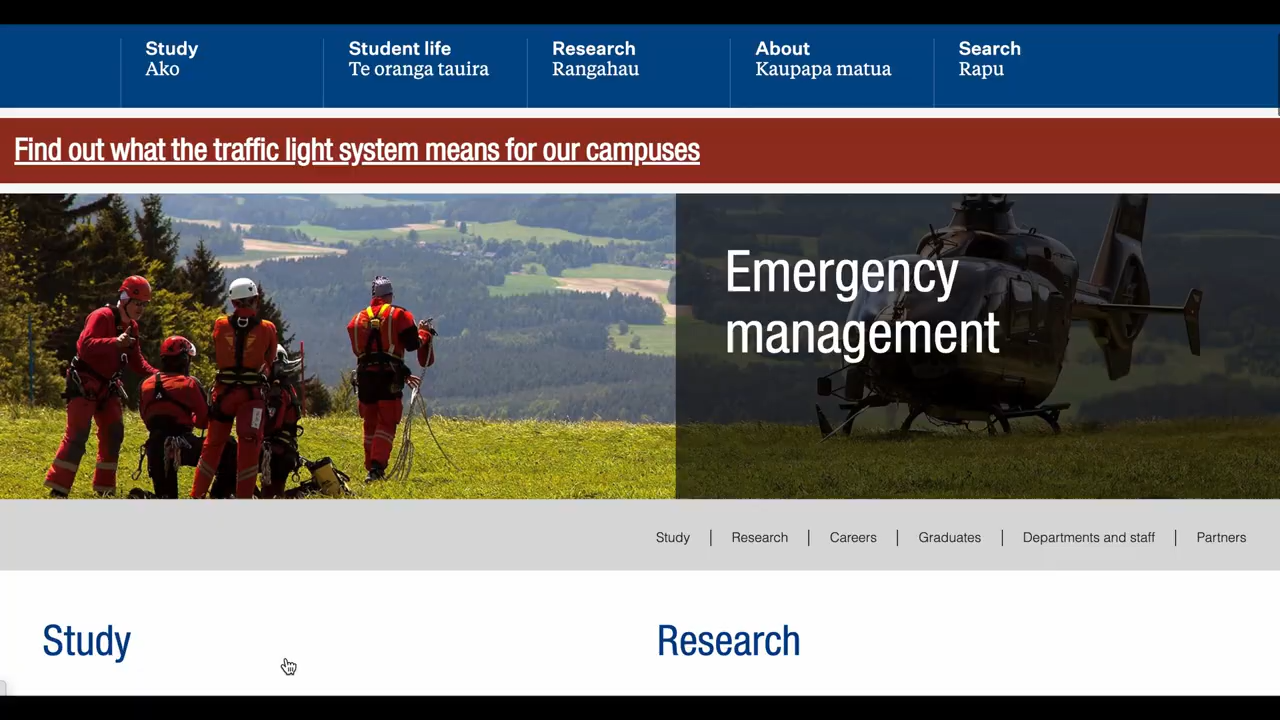 Study
Ako
Student life
Te oranga tauira
Research
Rangahau
About
Kaupapa matua
Search
Rapu
Find out what the traffic light system means for our campuses
Emergency
management
Study | Research | Careers | Graduates | Departments and staff | Partners
Study
Research